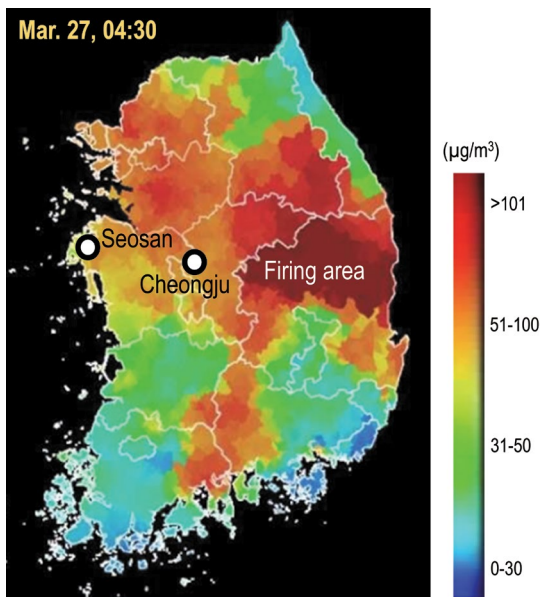 Mar. 27, 04:30
(μg/m³)
>101
Seosan
Cheongju
Firing area
51-100
31-50
0-30